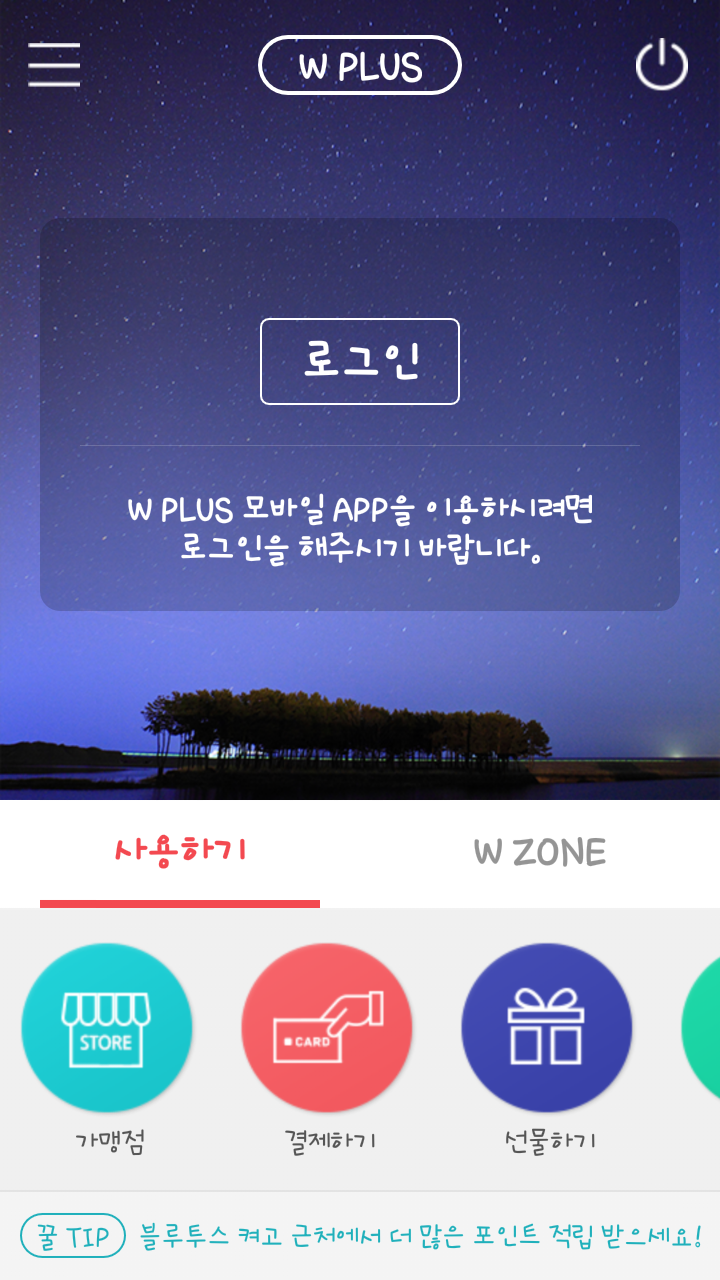 W PLUS
로그인
W PLUS 모바일 APP을 이용하시려면
로그인을 해주시기 바랍니다.
사용하기
W ZONE
STORE
CARD
가맹점
결제하기
선물하기
꿀 TIP
블루투스 켜고 근처에서 더 많은 포인트 적립 받으세요!